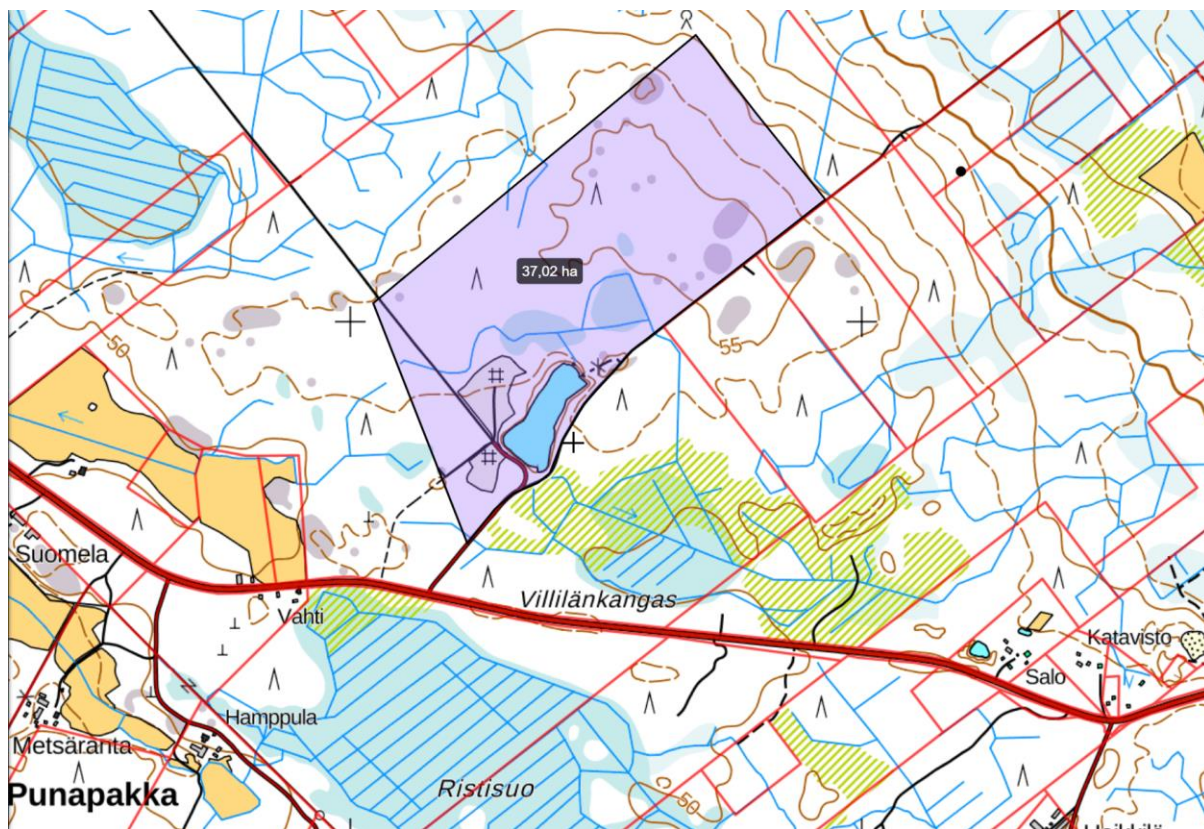 37,02 ha
50
55
Suomela
Vahti
Villilänkangas
Katavisto
Salo
Hamppula
Metsäranta
Ristisuo
Punapakka
50